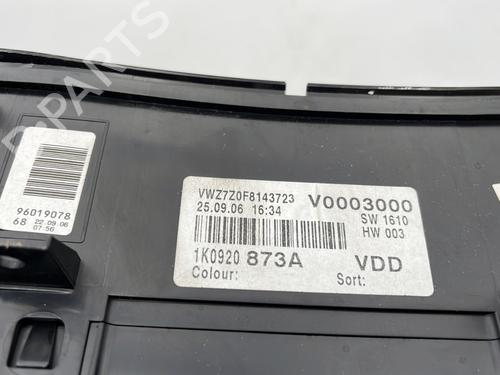 B-PARTS
96019078
68 22.09.06
07:56
VWZ7Z0F8143723 V0003000
25.09.06 16:34 SW 1610
HW 003
1K0920 873A VDD
Colour: Sort: